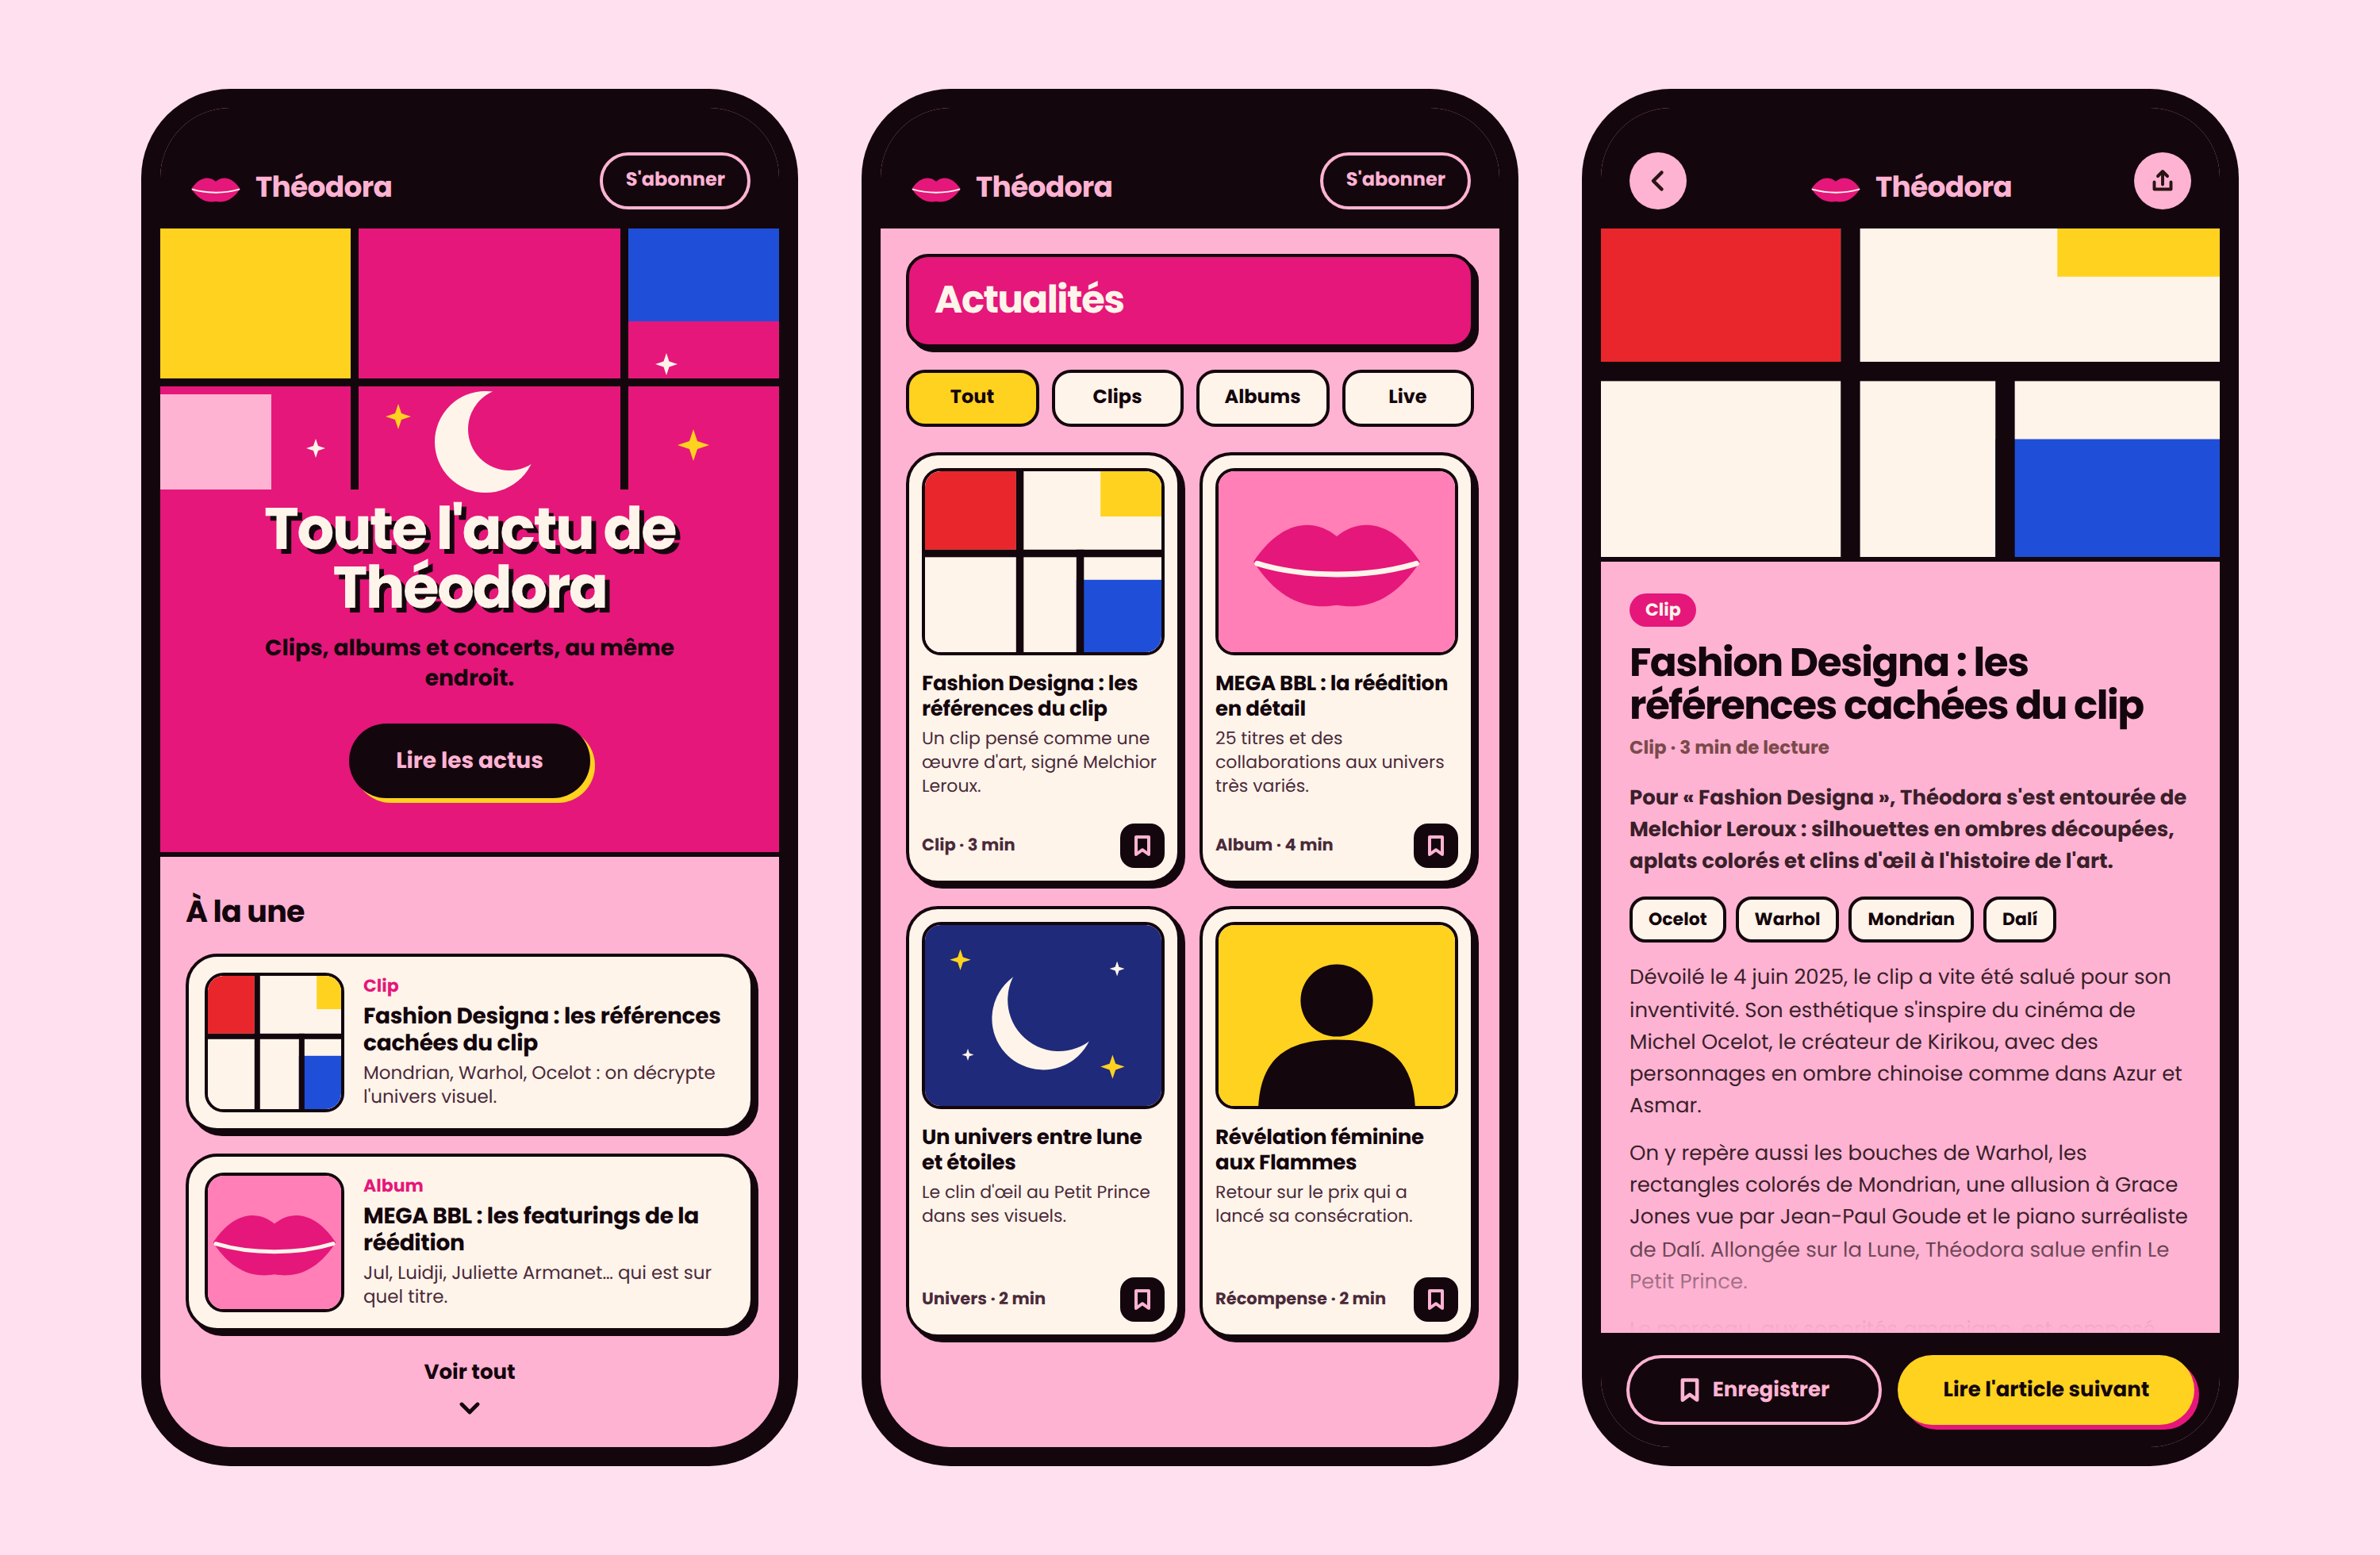 Théodora
S'abonner
Toute l'actu de
Théodora
Clips, albums et concerts, au même
endroit.
Lire les actus
À la une
Clip
Fashion Designa : les références
cachées du clip
Mondrian, Warhol, Ocelot : on décrypte
l'univers visuel.
Album
MEGA BBL : les featurings de la
réédition
Jul, Luidji, Juliette Armanet... qui est sur
quel titre.
Voir tout
Théodora
S'abonner
Actualités
Tout
Clips
Albums
Live
Fashion Designa : les
références du clip
Un clip pensé comme une
œuvre d'art, signé Melchior
Leroux.
Clip · 3 min
MEGA BBL : la réédition
en détail
25 titres et des
collaborations aux univers
très variés.
Album · 4 min
Un univers entre lune
et étoiles
Le clin d'œil au Petit Prince
dans ses visuels.
Univers · 2 min
Révélation féminine
aux Flammes
Retour sur le prix qui a
lancé sa consécration.
Récompense · 2 min
Théodora
Clip
Fashion Designa : les
références cachées du clip
Clip · 3 min de lecture
Pour « Fashion Designa », Théodora s'est entourée de
Melchior Leroux : silhouettes en ombres découpées,
aplats colorés et clins d'œil à l'histoire de l'art.
Ocelot
Warhol
Mondrian
Dalí
Dévoilé le 4 juin 2025, le clip a vite été salué pour son
inventivité. Son esthétique s'inspire du cinéma de
Michel Ocelot, le créateur de Kirikou, avec des
personnages en ombre chinoise comme dans Azur et
Asmar.
On y repère aussi les bouches de Warhol, les
rectangles colorés de Mondrian, une allusion à Grace
Jones vue par Jean-Paul Goude et le piano surréaliste
de Dalí. Allongée sur la Lune, Théodora salue enfin Le
Petit Prince.
Enregistrer
Lire l'article suivant